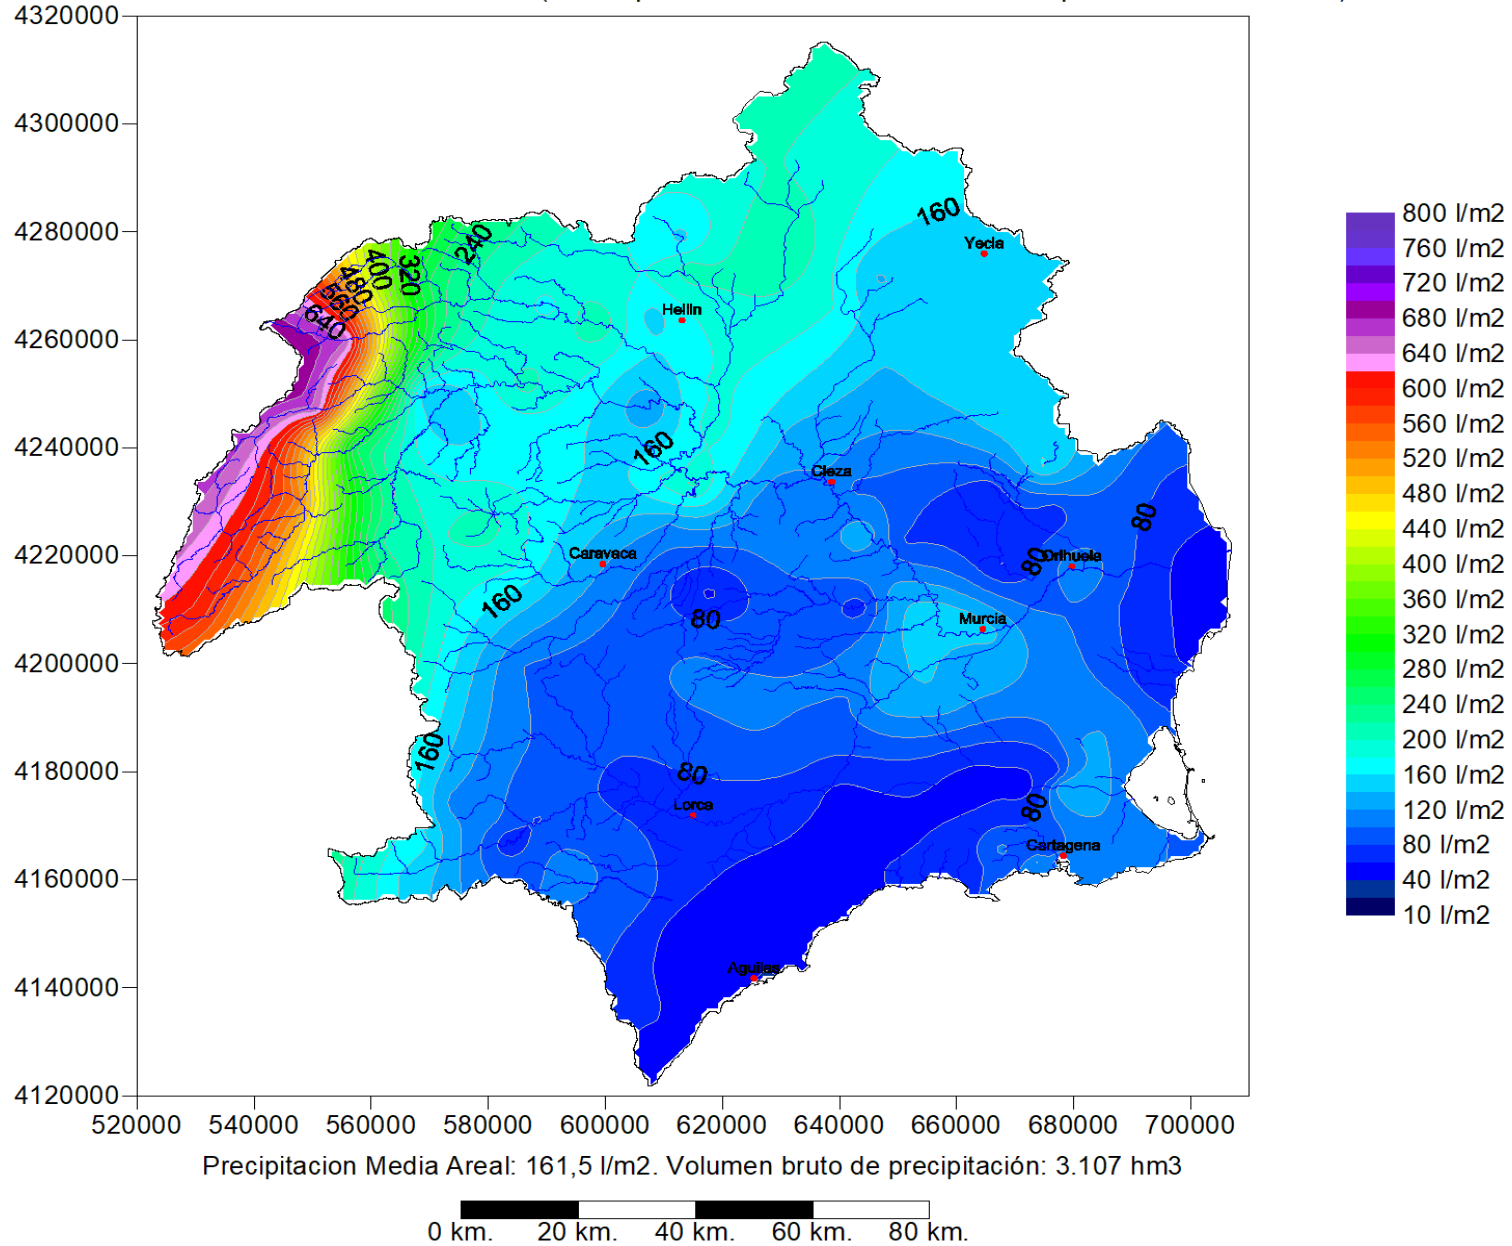 4320000
4300000
4280000
4260000
4240000
4220000
4200000
4180000
4160000
4140000
4120000
520000 540000 560000 580000 600000 620000 640000 660000 680000 700000
160
Yecla
240
400
320
480
560
640
Hellin
160
Cieza
80
Caravaca
80
Orihuela
160
80
Murcia
160
80
Lorca
80
Cartagena
Aguilas
800 l/m2
760 l/m2
720 l/m2
680 l/m2
640 l/m2
600 l/m2
560 l/m2
520 l/m2
480 l/m2
440 l/m2
400 l/m2
360 l/m2
320 l/m2
280 l/m2
240 l/m2
200 l/m2
160 l/m2
120 l/m2
80 l/m2
40 l/m2
10 l/m2
Precipitacion Media Areal: 161,5 l/m2. Volumen bruto de precipitación: 3.107 hm3
0 km. 20 km. 40 km. 60 km. 80 km.